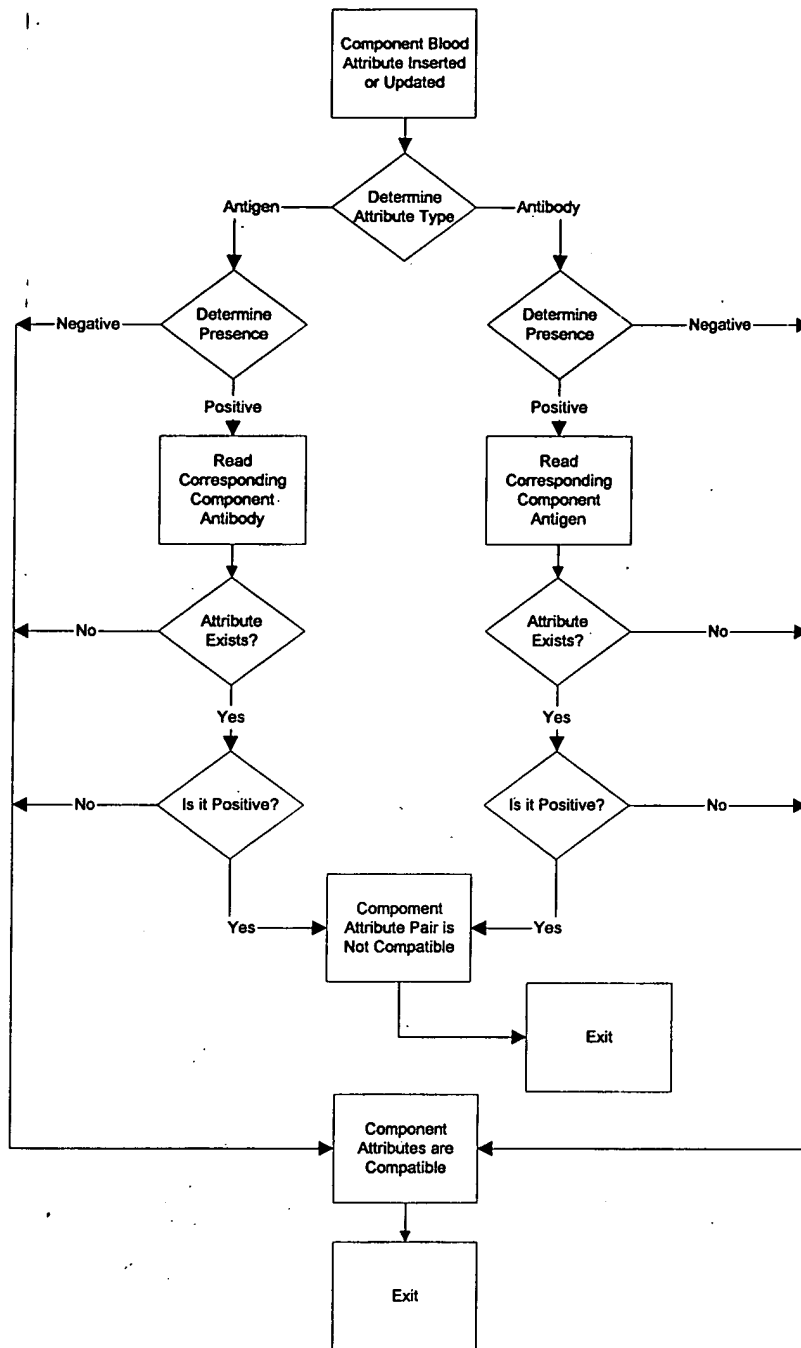 1.
Component Blood
Attribute Inserted
or Updated
Determine
Attribute Type
Antigen
Antibody
Determine
Presence
Determine
Presence
Negative
Negative
Positive
Positive
Read
Corresponding
Component
Antibody
Read
Corresponding
Component
Antigen
Attribute
Exists?
Attribute
Exists?
No
No
Yes
Yes
Is it Positive?
Is it Positive?
No
No
Yes
Yes
Compoment
Attribute Pair is
Not Compatible
Exit
Component
Attributes are
Compatible
Exit